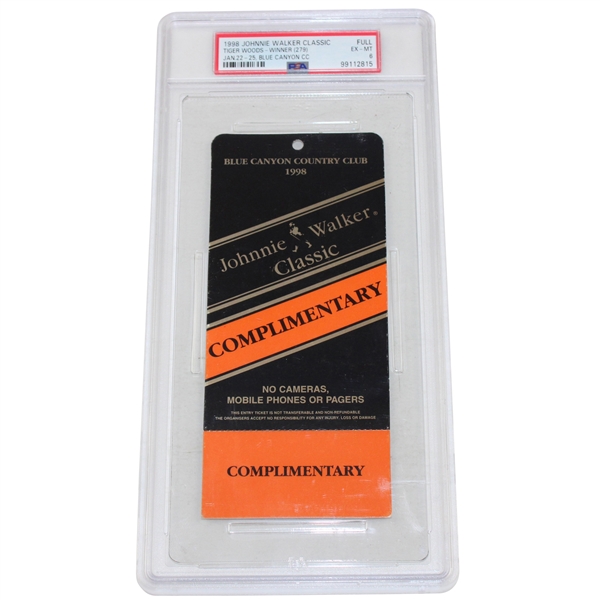 1998 JOHNNIE WALKER CLASSIC FULL
TIGER WOODS - WINNER (279) EX-MT
JAN.22 - 25, BLUE CANYON CC 6
PSA 99112815
BLUE CANYON COUNTRY CLUB
1998
Johnnie Walker®
Classic
COMPLIMENTARY
NO CAMERAS,
MOBILE PHONES OR PAGERS
THIS ENTRY TICKET IS NOT TRANSFERABLE AND NON REFUNDABLE
THE ORGANISERS ACCEPT NO RESPONSIBILITY FOR ANY INJURY, LOSS OR DAMAGE.
COMPLIMENTARY